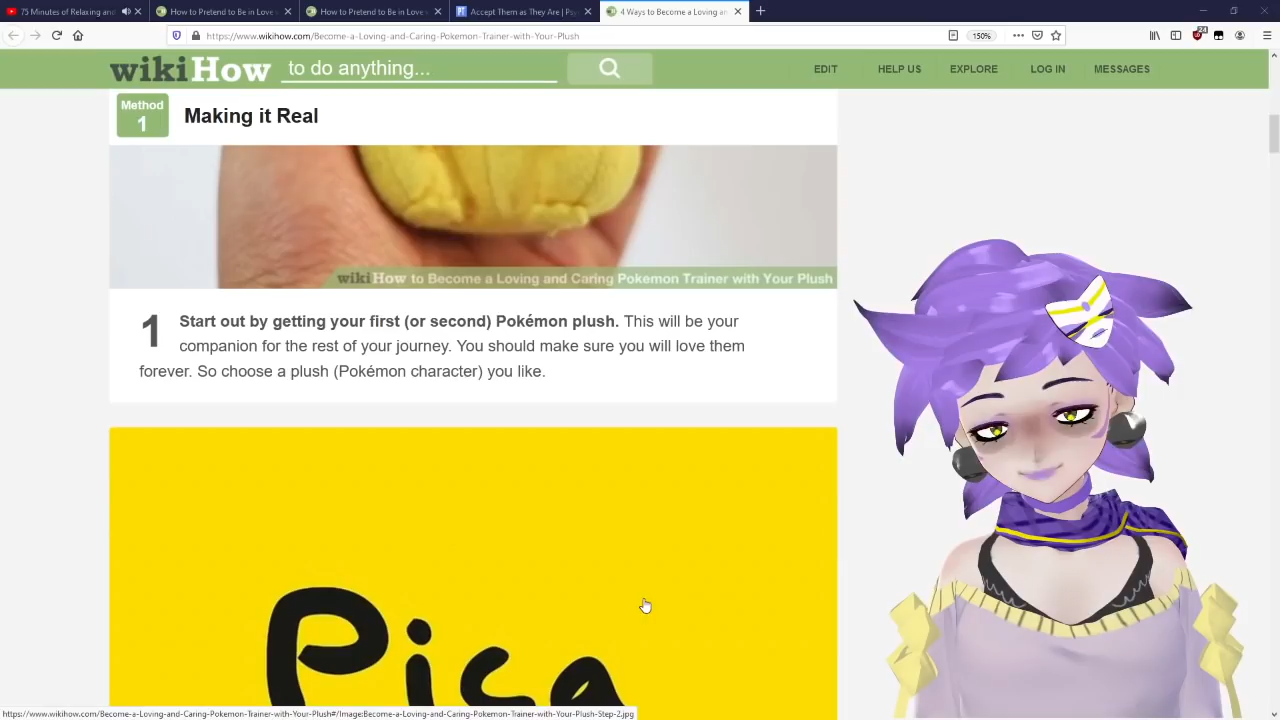 75 Minutes of Relaxing and
How to Pretend to Be in Love
How to Pretend to Be in Love
Accept Them as They Are | Psy
4 Ways to Become a Loving an
https://www.wikihow.com/Become-a-Loving-and-Caring-Pokemon-Trainer-with-Your-Plush
150%
wikiHow to do anything...
EDIT
HELP US
EXPLORE
LOG IN
MESSAGES
Method
1
Making it Real
wikiHow to Become a Loving and Caring Pokemon Trainer with Your Plush
1 Start out by getting your first (or second) Pokémon plush. This will be your
companion for the rest of your journey. You should make sure you will love them
forever. So choose a plush (Pokémon character) you like.
Pica
https://www.wikihow.com/Become-a-Loving-and-Caring-Pokemon-Trainer-with-Your-Plush#/Image:Become-a-Loving-and-Caring-Pokemon-Trainer-with-Your-Plush-Step-2.jpg